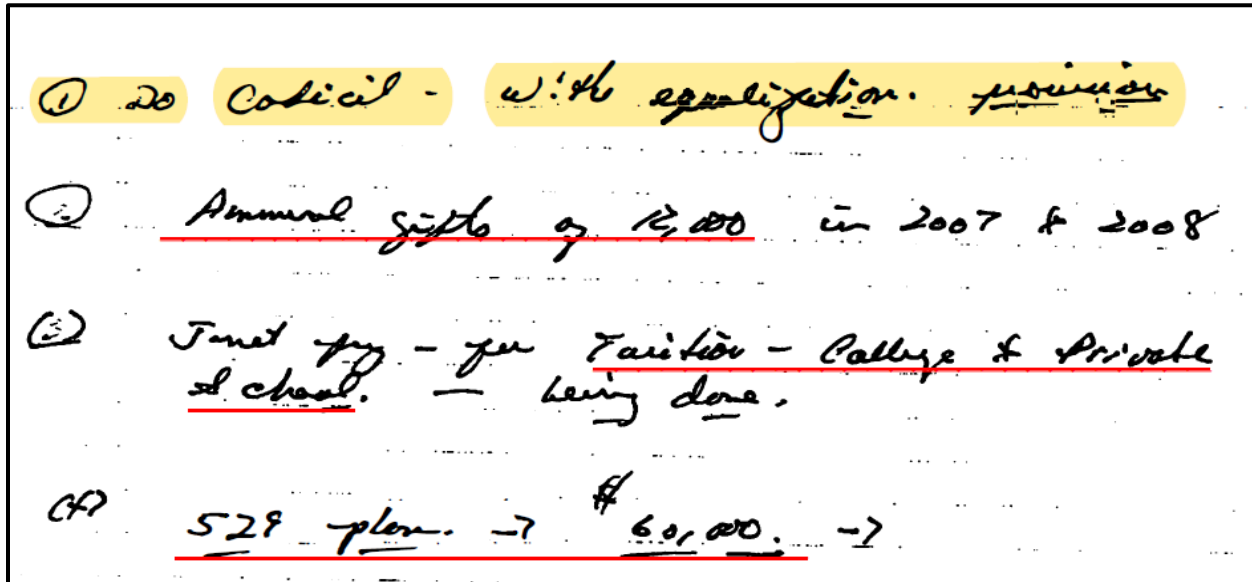 ① Do Codicil - with equalization. provision
② Annual gifts of 12,000 in 2007 & 2008
(3) Janet pay - for Tuition - College & Private
School. — being done.
(4) 529 plan. → $60,000. →